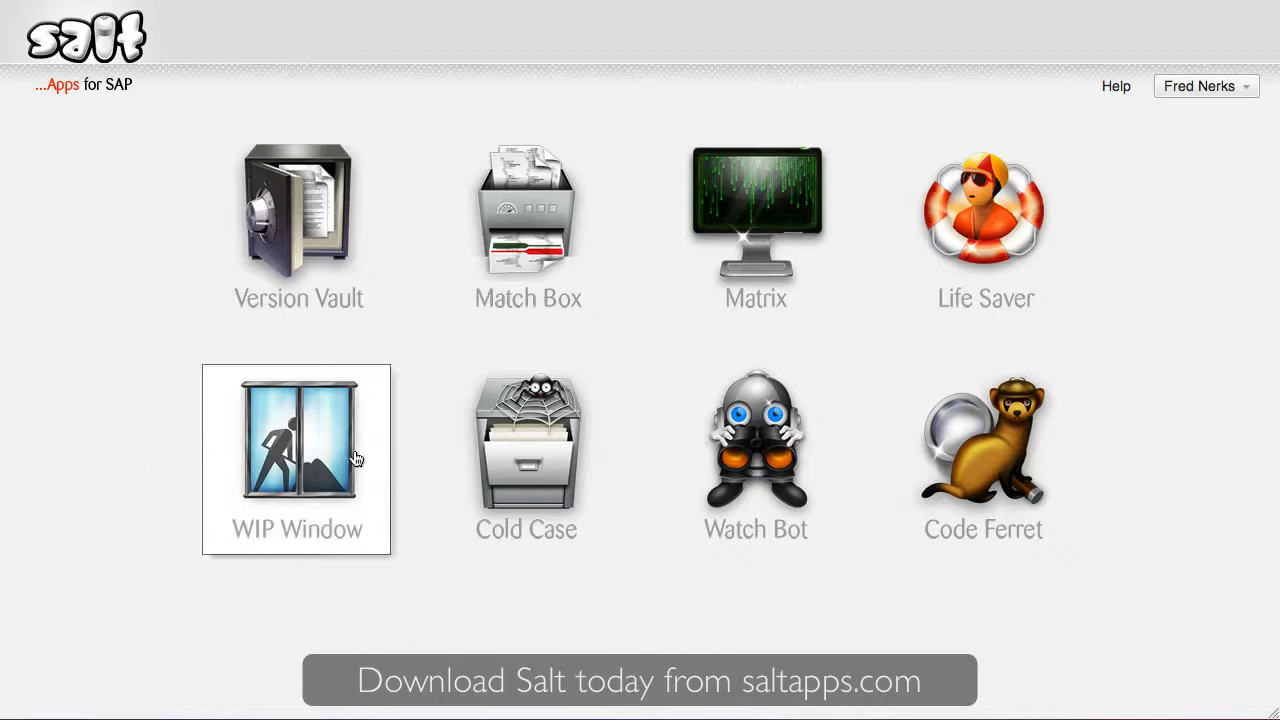 salt
...Apps for SAP
Help
Fred Nerks
Version Vault
Match Box
Matrix
Life Saver
WIP Window
Cold Case
Watch Bot
Code Ferret
Download Salt today from saltapps.com